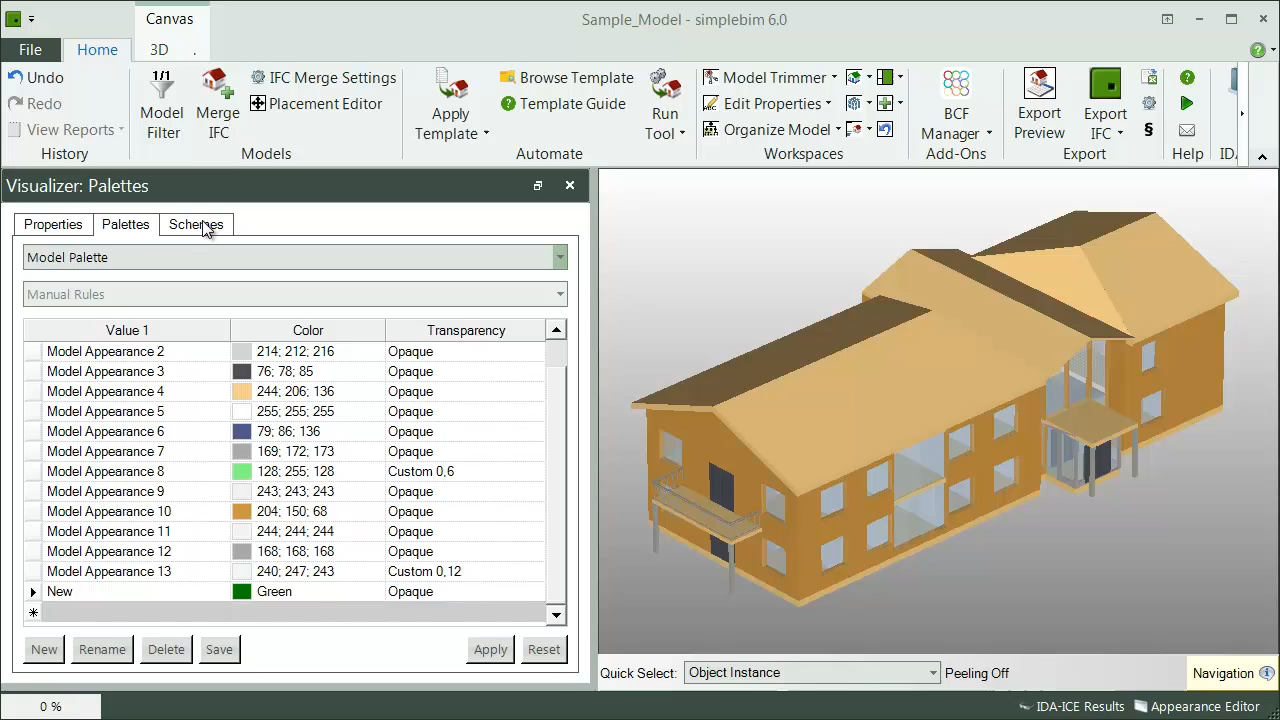 Canvas
Sample_Model - simplebim 6.0
File
Home
3D
Undo
Redo
View Reports
History
1/1
Model Filter
Merge IFC
IFC Merge Settings
Placement Editor
Models
Apply Template
Browse Template
Template Guide
Run Tool
Automate
Model Trimmer
Edit Properties
Organize Model
Workspaces
BCF Manager
Add-Ons
Export Preview
Export IFC
§
Export
Help
IDA
Visualizer: Palettes
Properties
Palettes
Schemes
Model Palette
Manual Rules
Value 1 Color Transparency
Model Appearance 2 214; 212; 216 Opaque
Model Appearance 3 76; 78; 85 Opaque
Model Appearance 4 244; 206; 136 Opaque
Model Appearance 5 255; 255; 255 Opaque
Model Appearance 6 79; 86; 136 Opaque
Model Appearance 7 169; 172; 173 Opaque
Model Appearance 8 128; 255; 128 Custom 0,6
Model Appearance 9 243; 243; 243 Opaque
Model Appearance 10 204; 150; 68 Opaque
Model Appearance 11 244; 244; 244 Opaque
Model Appearance 12 168; 168; 168 Opaque
Model Appearance 13 240; 247; 243 Custom 0,12
New Green Opaque
New
Rename
Delete
Save
Apply
Reset
Quick Select: Object Instance Peeling Off
Navigation
0 %
IDA-ICE Results
Appearance Editor